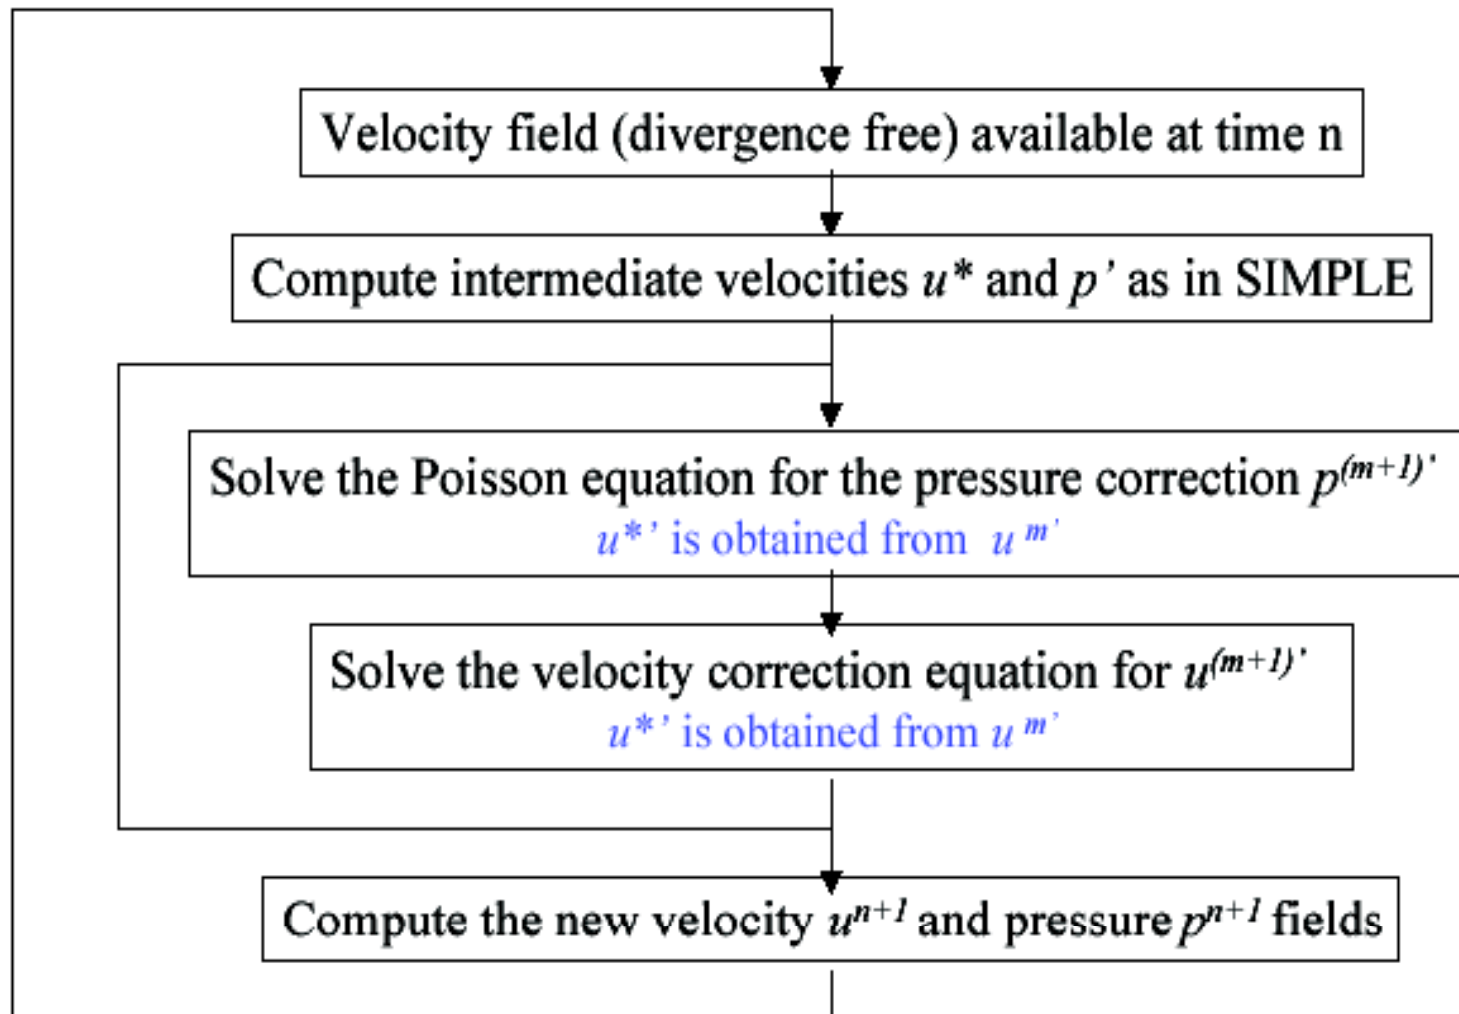 Velocity field (divergence free) available at time n
Compute intermediate velocities u* and p’ as in SIMPLE
Solve the Poisson equation for the pressure correction p^(m+1)’
u*’ is obtained from u^m’
Solve the velocity correction equation for u^(m+1)’
u*’ is obtained from u^m’
Compute the new velocity u^n+1 and pressure p^n+1 fields